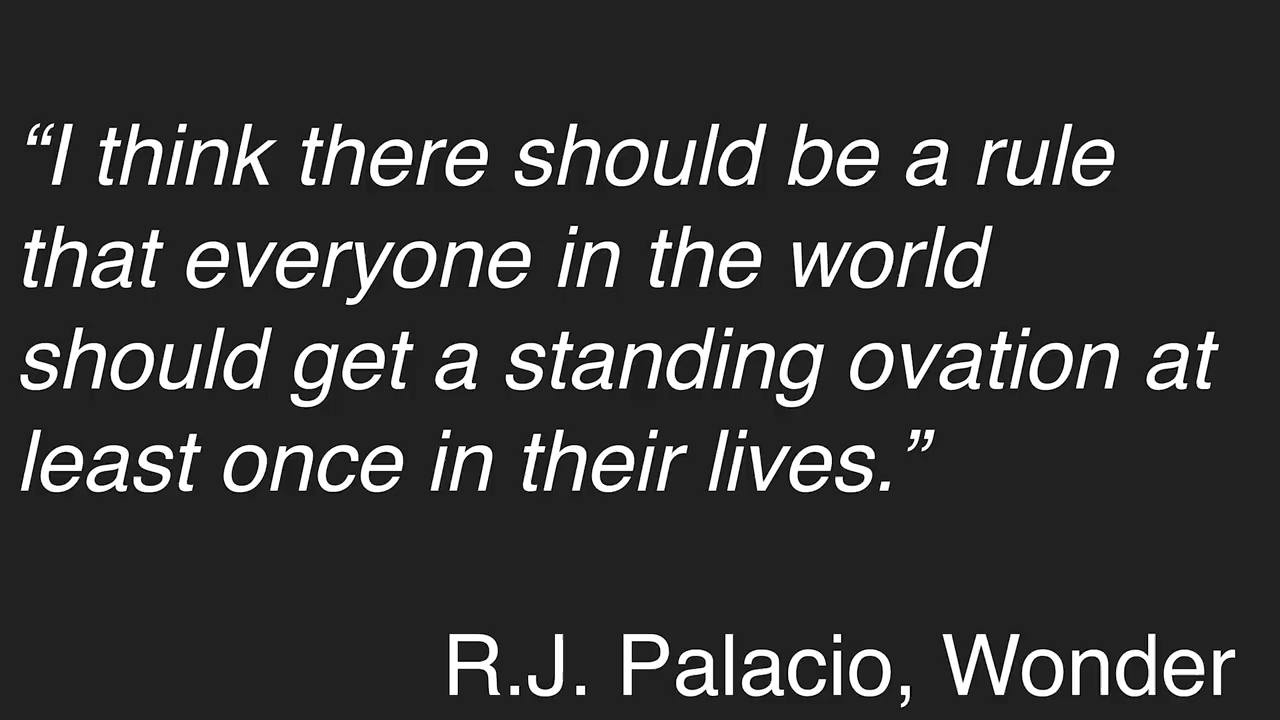 “I think there should be a rule
that everyone in the world
should get a standing ovation at
least once in their lives.”
R.J. Palacio, Wonder